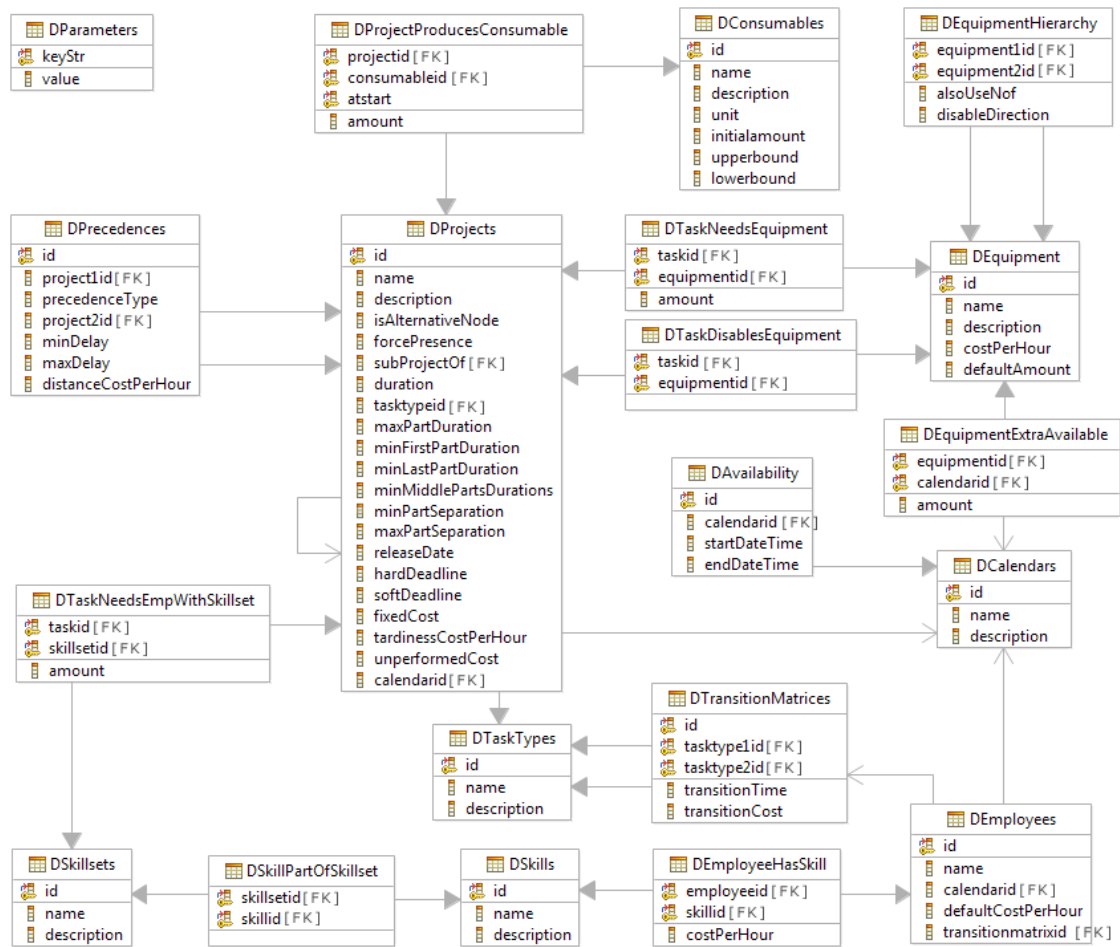 DParameters
keyStr
value
DProjectProducesConsumable
projectid [FK]
consumableid [FK]
atstart
amount
DConsumables
id
name
description
unit
initialamount
upperbound
lowerbound
DEquipmentHierarchy
equipment1id [FK]
equipment2id [FK]
alsoUseNof
disableDirection
DPrecedences
id
project1id [FK]
precedenceType
project2id [FK]
minDelay
maxDelay
distanceCostPerHour
DProjects
id
name
description
isAlternativeNode
forcePresence
subProjectOf [FK]
duration
tasktypeid [FK]
maxPartDuration
minFirstPartDuration
minLastPartDuration
minMiddlePartsDurations
minPartSeparation
maxPartSeparation
releaseDate
hardDeadline
softDeadline
fixedCost
tardinessCostPerHour
unperformedCost
calendarid [FK]
DTaskNeedsEquipment
taskid [FK]
equipmentid [FK]
amount
DTaskDisablesEquipment
taskid [FK]
equipmentid [FK]
DEquipment
id
name
description
costPerHour
defaultAmount
DEquipmentExtraAvailable
equipmentid [FK]
calendarid [FK]
amount
DAvailability
id
calendarid [FK]
startDateTime
endDateTime
DCalendars
id
name
description
DTaskNeedsEmpWithSkillset
taskid [FK]
skillsetid [FK]
amount
DTaskTypes
id
name
description
DTransitionMatrices
id
tasktype1id [FK]
tasktype2id [FK]
transitionTime
transitionCost
DEmployees
id
name
calendarid [FK]
defaultCostPerHour
transitionmatrixid [FK]
DSkillsets
id
name
description
DSkillPartOfSkillset
skillsetid [FK]
skillid [FK]
DSkills
id
name
description
DEmployeeHasSkill
employeeid [FK]
skillid [FK]
costPerHour